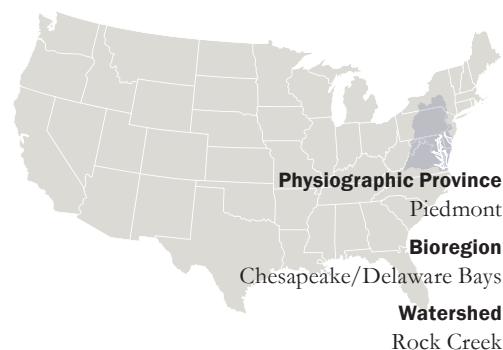 Physiographic Province
Piedmont
Bioregion
Chesapeake/Delaware Bays
Watershed
Rock Creek